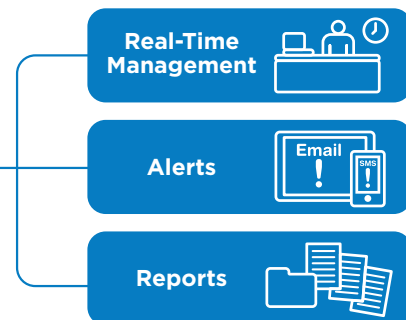 Real-Time
Management
Alerts
Email
!
SMS
!
Reports